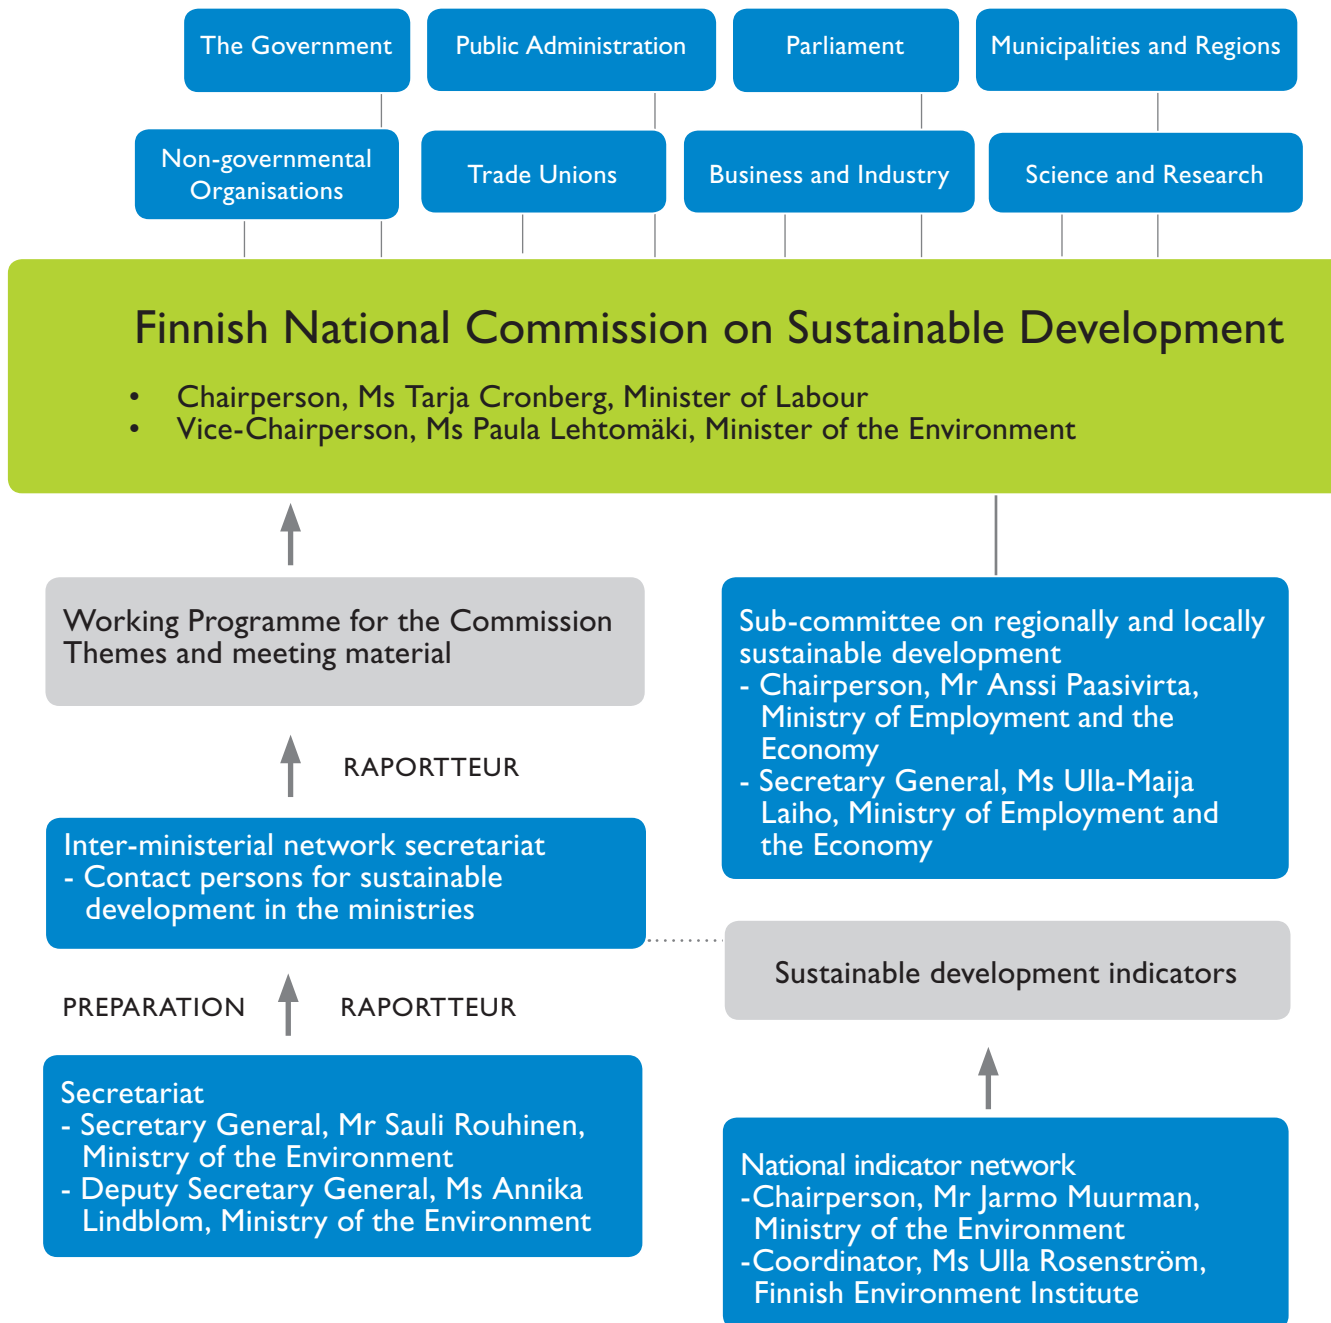 The Government
Public Administration
Parliament
Municipalities and Regions
Non-governmental
Organisations
Trade Unions
Business and Industry
Science and Research
Finnish National Commission on Sustainable Development
• Chairperson, Ms Tarja Cronberg, Minister of Labour
• Vice-Chairperson, Ms Paula Lehtomäki, Minister of the Environment
Working Programme for the Commission
Themes and meeting material
RAPORTTEUR
Inter-ministerial network secretariat
- Contact persons for sustainable
development in the ministries
PREPARATION
RAPORTTEUR
Secretariat
- Secretary General, Mr Sauli Rouhinen,
Ministry of the Environment
- Deputy Secretary General, Ms Annika
Lindblom, Ministry of the Environment
Sub-committee on regionally and locally
sustainable development
- Chairperson, Mr Anssi Paasivirta,
Ministry of Employment and the
Economy
- Secretary General, Ms Ulla-Maija
Laiho, Ministry of Employment and
the Economy
Sustainable development indicators
National indicator network
-Chairperson, Mr Jarmo Muurman,
Ministry of the Environment
-Coordinator, Ms Ulla Rosenström,
Finnish Environment Institute